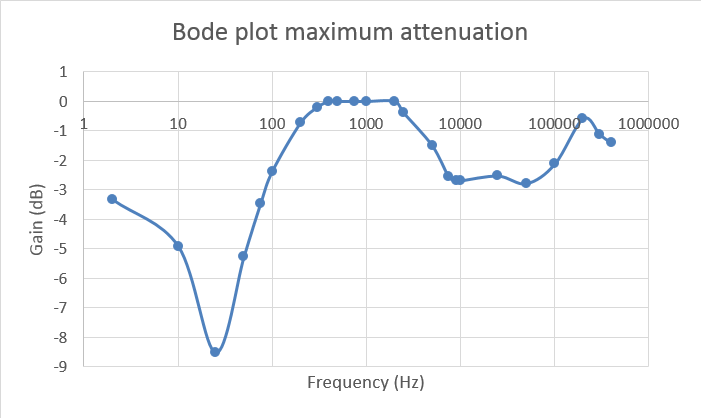 Bode plot maximum attenuation
1
0
1 10 100 1000 10000 100000 1000000
-1
-2
-3
-4
-5
-6
-7
-8
-9
Gain (dB)
Frequency (Hz)